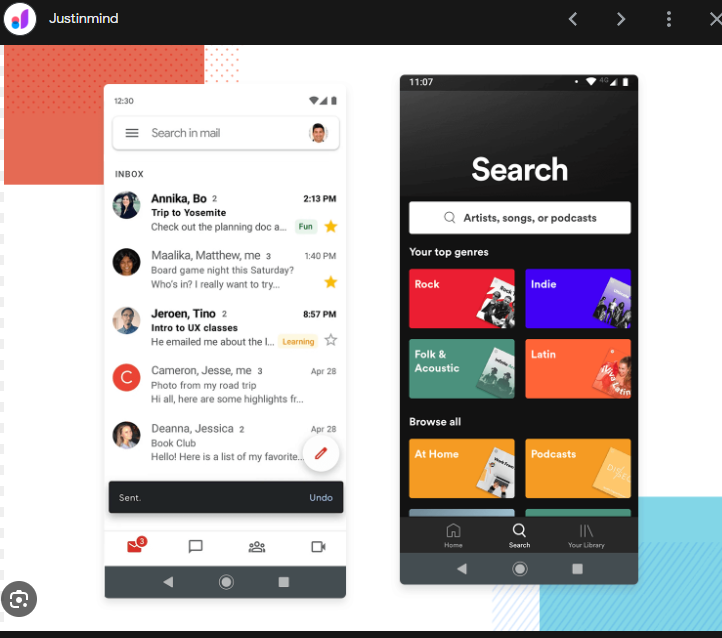 Justinmind
12:30
Search in mail
INBOX
Annika, Bo 2 2:13 PM
Trip to Yosemite
Check out the planning doc a... Fun
Maalika, Matthew, me 3 1:40 PM
Board game night this Saturday?
Who's in? I really want to try...
Jeroen, Tino 2 8:57 PM
Intro to UX classes
He emailed me about the l... Learning
C
Cameron, Jesse, me 3 Apr 28
Photo from my road trip
Hi all, here are some highlights fr...
Deanna, Jessica 2 Apr 28
Book Club
Hello! Here is a list of my favorite...
Sent. Undo
3
11:07 4G
Search
Artists, songs, or podcasts
Your top genres
Rock
Indie
Folk &
Acoustic
Latin
Viva Latino
Browse all
At Home
Podcasts
Home
Search
Your Library